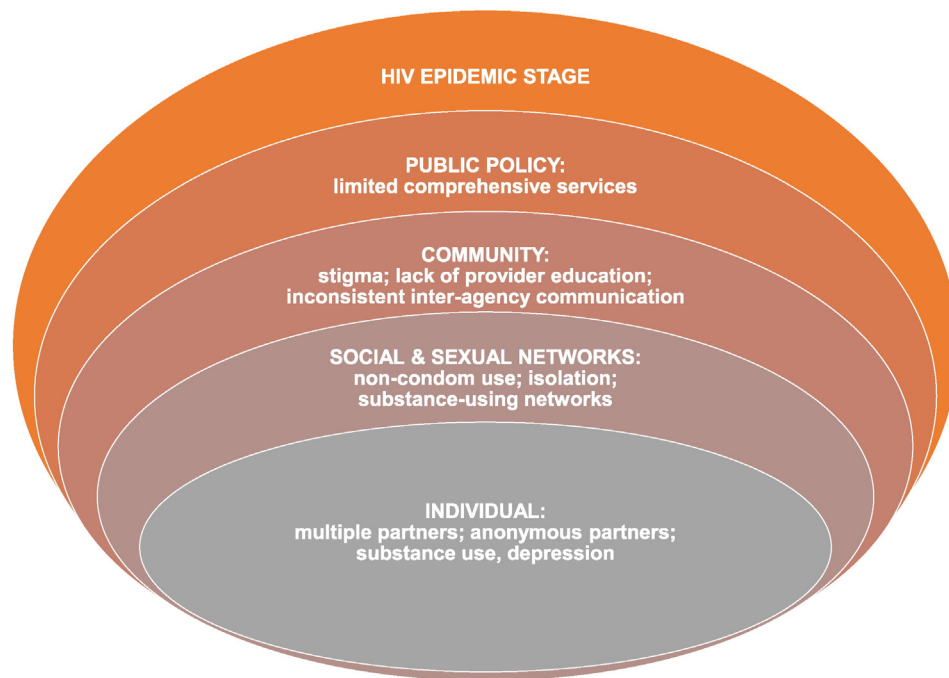 HIV EPIDEMIC STAGE
PUBLIC POLICY:
limited comprehensive services
COMMUNITY:
stigma; lack of provider education;
inconsistent inter-agency communication
SOCIAL & SEXUAL NETWORKS:
non-condom use; isolation;
substance-using networks
INDIVIDUAL:
multiple partners; anonymous partners;
substance use, depression